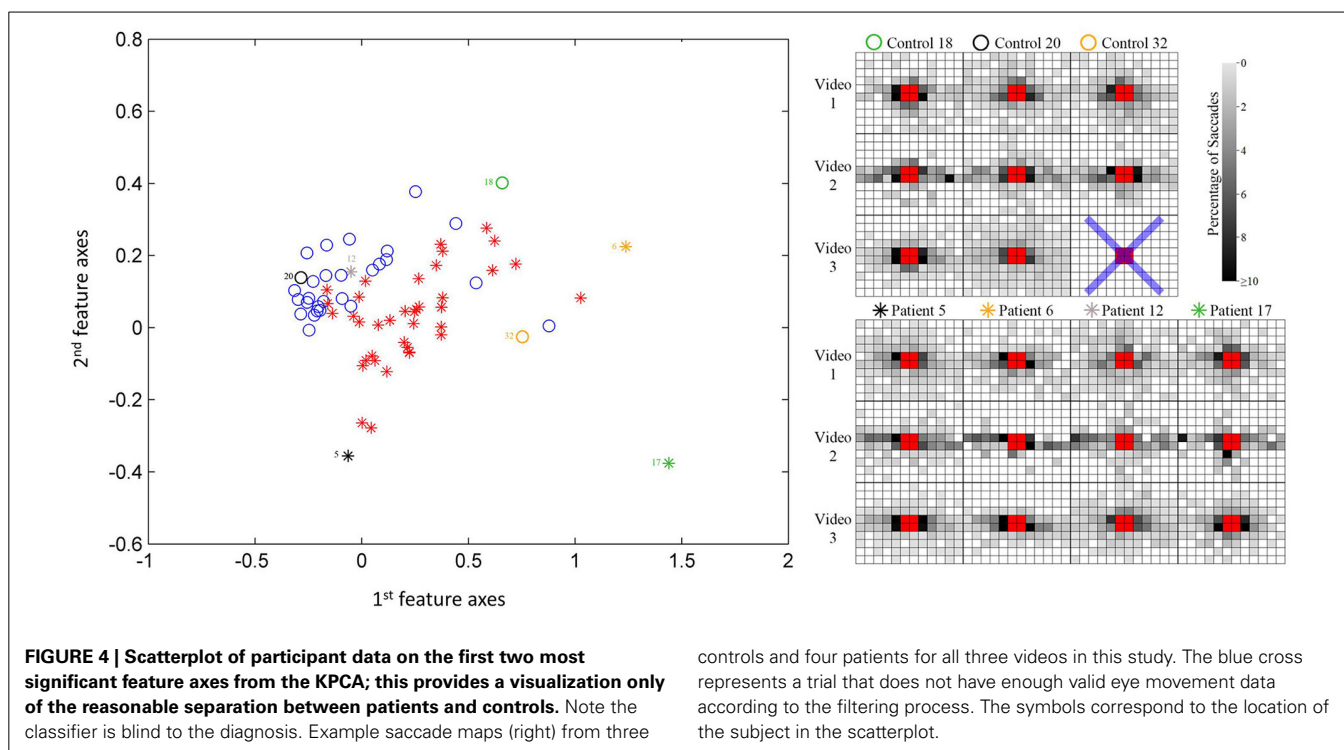 0.8
0.6
0.4
0.2
0
-0.2
-0.4
-0.6
-1
-0.5
0
0.5
1
1.5
2
2nd feature axes
1st feature axes
18
20
12
6
32
5
17
Control 18 Control 20 Control 32
Video 1
Video 2
Video 3
Percentage of Saccades
0
2
4
6
8
≥10
Patient 5 Patient 6 Patient 12 Patient 17
Video 1
Video 2
Video 3
FIGURE 4 | Scatterplot of participant data on the first two most
significant feature axes from the KPCA; this provides a visualization only
of the reasonable separation between patients and controls. Note the
classifier is blind to the diagnosis. Example saccade maps (right) from three
controls and four patients for all three videos in this study. The blue cross
represents a trial that does not have enough valid eye movement data
according to the filtering process. The symbols correspond to the location of
the subject in the scatterplot.